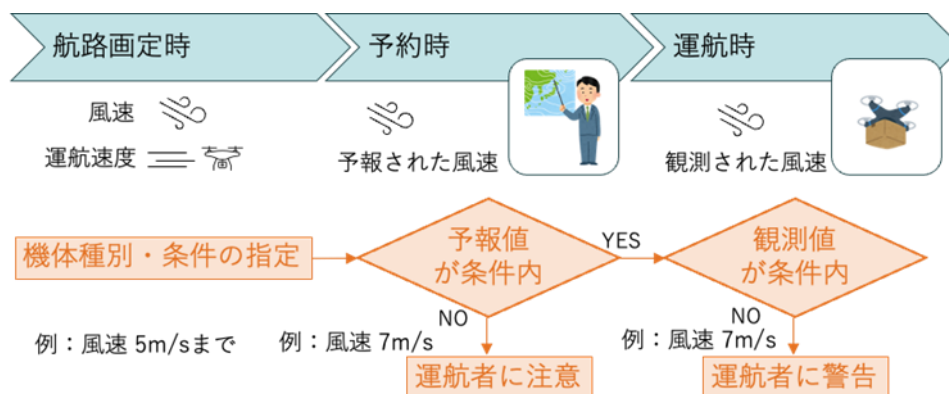 航路画定時
予約時
運航時
風速
運航速度
予報された風速
観測された風速
機体種別・条件の指定
予報値
が条件内
YES
観測値
が条件内
NO
NO
例：風速 5m/sまで
例：風速 7m/s
例：風速 7m/s
運航者に注意
運航者に警告